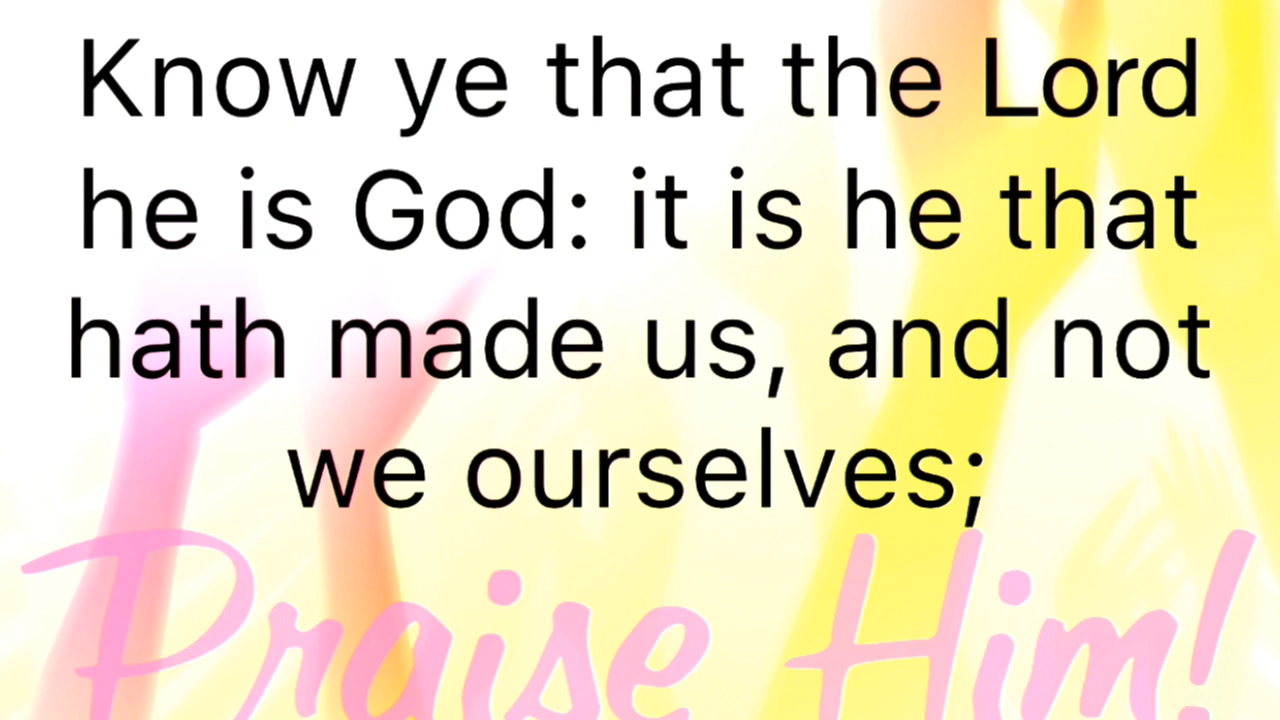 Know ye that the Lord
he is God: it is he that
hath made us, and not
we ourselves;
Praise Him!